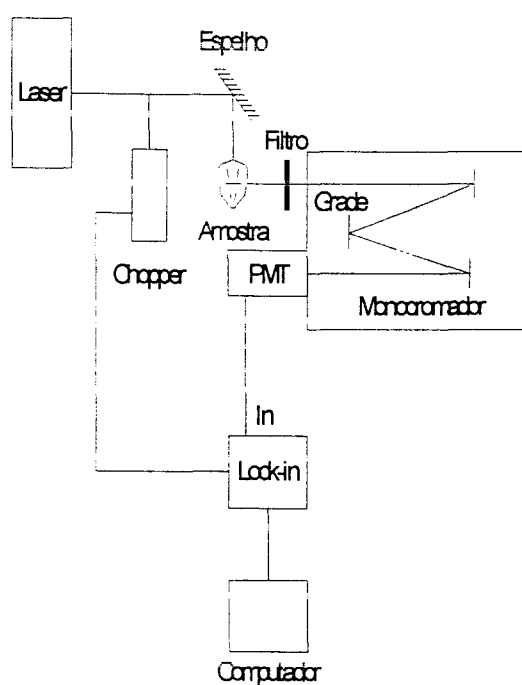 Espelho
Laser
Filtro
Grade
Amostra
Chopper
PMT
Monocromador
In
Lock-in
Computador